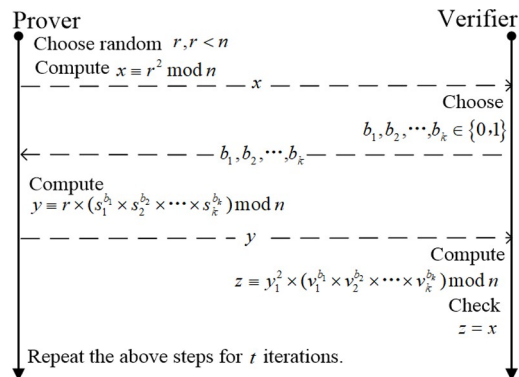 Prover Verifier
Choose random r,r < n
Compute x ≡ r² mod n
x
Choose
b₁,b₂,⋯,bₖ ∈ {0,1}
b₁,b₂,⋯,bₖ
Compute
y ≡ r × (s₁^{b₁} × s₂^{b₂} × ⋯ × sₖ^{bₖ}) mod n
y
Compute
z ≡ y₁² × (v₁^{b₁} × v₂^{b₂} × ⋯ × vₖ^{bₖ}) mod n
Check
z = x
Repeat the above steps for t iterations.